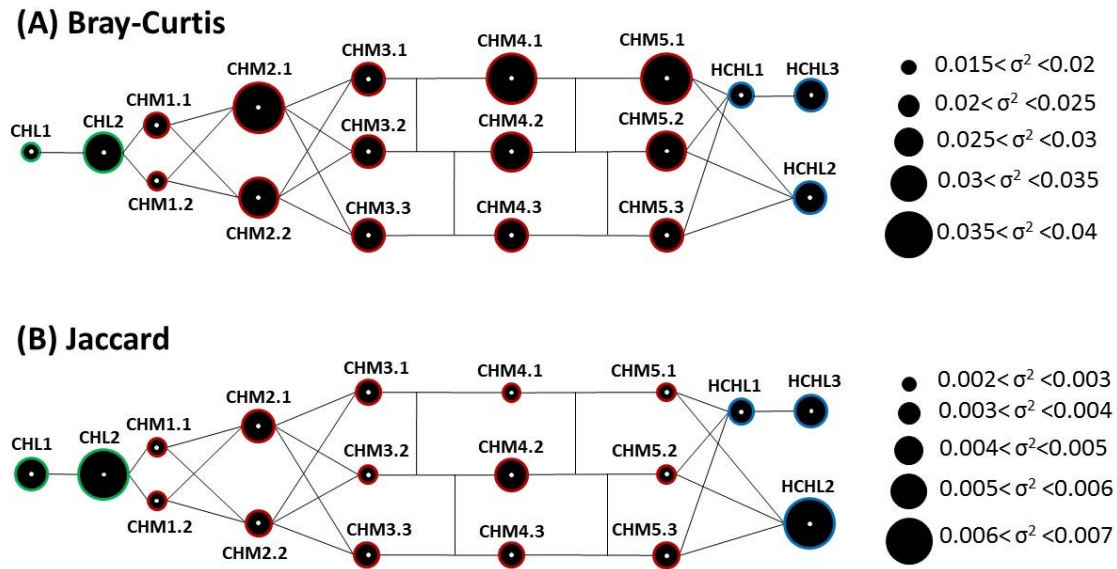 (A) Bray-Curtis
CHL1
CHL2
CHM1.1
CHM1.2
CHM2.1
CHM2.2
CHM3.1
CHM3.2
CHM3.3
CHM4.1
CHM4.2
CHM4.3
CHM5.1
CHM5.2
CHM5.3
HCHL1
HCHL3
HCHL2
0.015< σ² <0.02
0.02< σ² <0.025
0.025< σ² <0.03
0.03< σ² <0.035
0.035< σ² <0.04
(B) Jaccard
CHL1
CHL2
CHM1.1
CHM1.2
CHM2.1
CHM2.2
CHM3.1
CHM3.2
CHM3.3
CHM4.1
CHM4.2
CHM4.3
CHM5.1
CHM5.2
CHM5.3
HCHL1
HCHL3
HCHL2
0.002< σ² <0.003
0.003< σ² <0.004
0.004< σ² <0.005
0.005< σ² <0.006
0.006< σ² <0.007